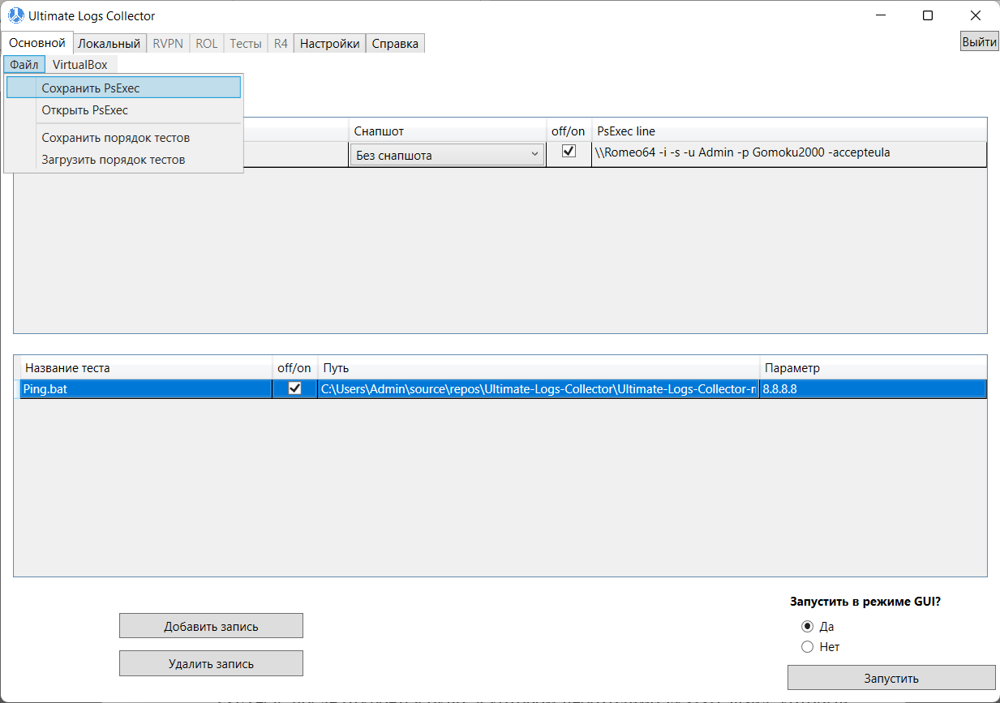 Ultimate Logs Collector
Основной Локальный RVPN ROL Тесты R4 Настройки Справка
Выйти
Файл VirtualBox
Сохранить PsExec
Открыть PsExec
Сохранить порядок тестов
Загрузить порядок тестов
Снапшот off/on PsExec line
Без снапшота \\Romeo64 -i -s -u Admin -p Gomoku2000 -accepteula
Название теста off/on Путь Параметр
Ping.bat C:\Users\Admin\source\repos\Ultimate-Logs-Collector\Ultimate-Logs-Collector-r 8.8.8.8
Запустить в режиме GUI?
Да
Нет
Добавить запись
Удалить запись
Запустить